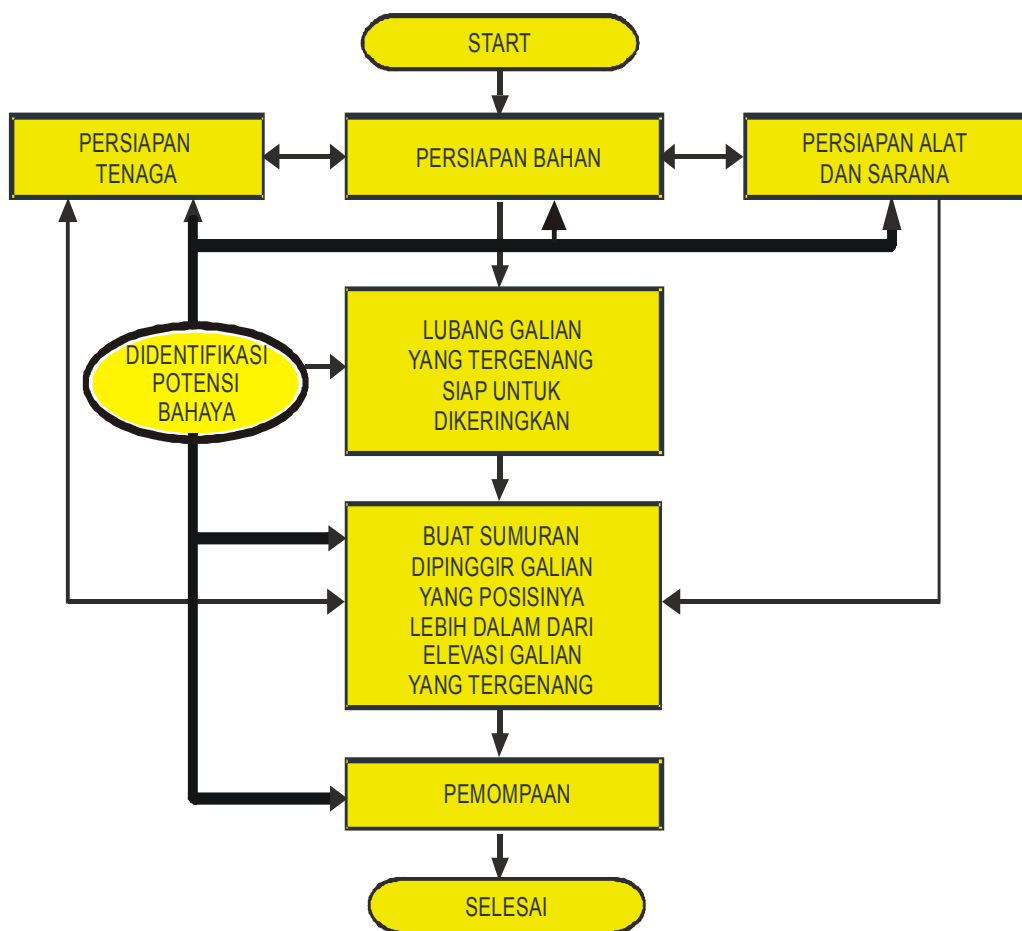 START
PERSIAPAN
TENAGA
PERSIAPAN BAHAN
PERSIAPAN ALAT
DAN SARANA
LUBANG GALIAN
YANG TERGENANG
SIAP UNTUK
DIKERINGKAN
DIDENTIFIKASI
POTENSI
BAHAYA
BUAT SUMURAN
DIPINGGIR GALIAN
YANG POSISINYA
LEBIH DALAM DARI
ELEVASI GALIAN
YANG TERGENANG
PEMOMPAAN
SELESAI